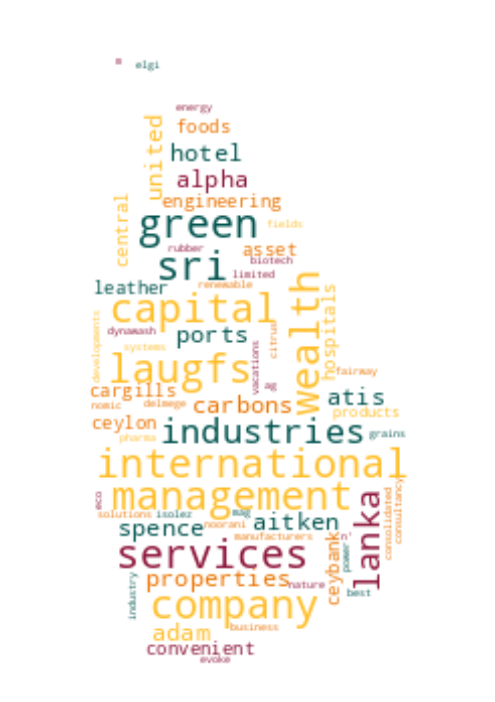 m
elgi
energy
foods
united
hotel
alpha
engineering
central
green
fields
rubber
asset
sri
biotech
limited
leather
renewable
wealth
hospitals
capital
developments
dynawash
ports
citrus
systems
vacations
laugfs
fairway
ag
cargills
atis
nomic
delmege
carbons
products
ceylon
industries
grains
pharma
international
management
eco
lanka
consolidated
consultancy
solutions
isolez
mag
spence
noorani
aitken
manufacturers
n'
services
ceybank
power
properties
nature
industry
best
company
adam
business
convenient
evoke